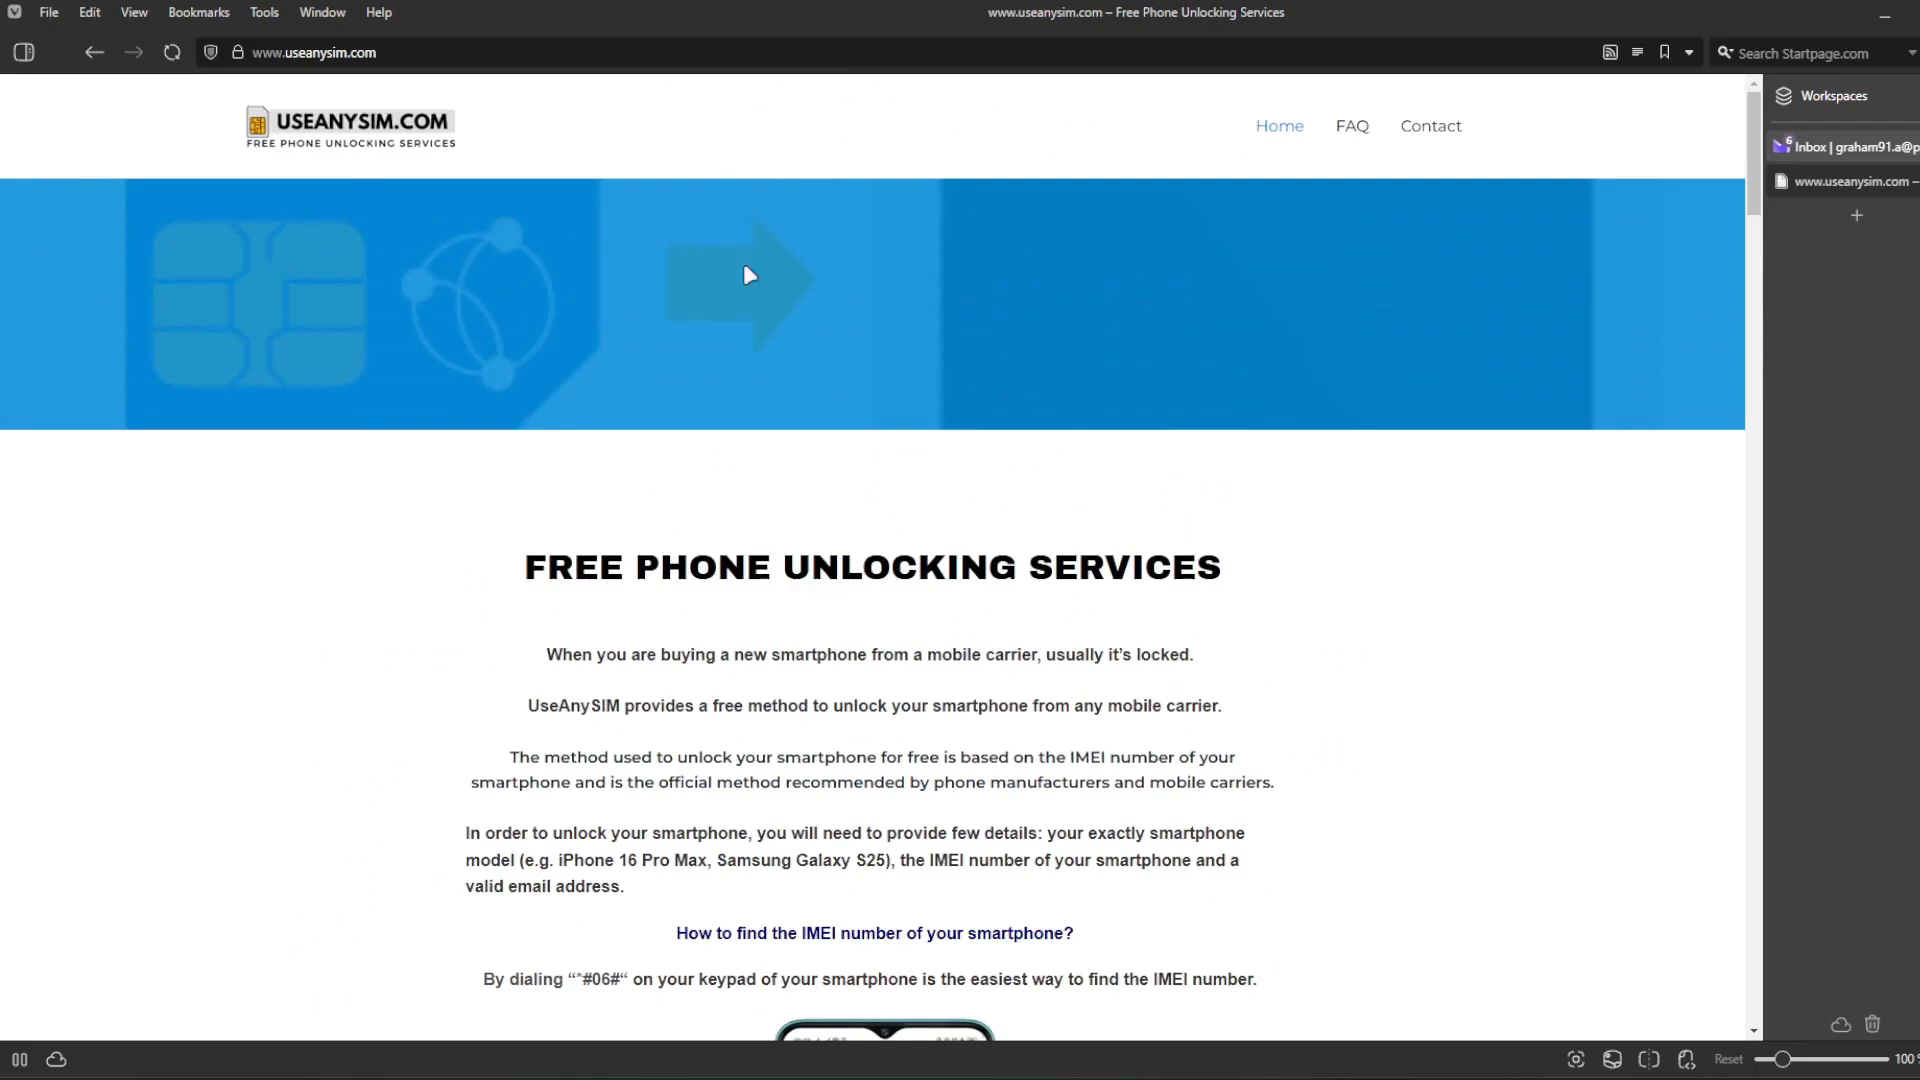 File Edit View Bookmarks Tools Window Help
www.useanysim.com – Free Phone Unlocking Services
www.useanysim.com
Search Startpage.com
USEANYSIM.COM
FREE PHONE UNLOCKING SERVICES
Home FAQ Contact
Workspaces
6
Inbox | graham91.a@p
www.useanysim.com –
FREE PHONE UNLOCKING SERVICES
When you are buying a new smartphone from a mobile carrier, usually it's locked.
UseAnySIM provides a free method to unlock your smartphone from any mobile carrier.
The method used to unlock your smartphone for free is based on the IMEI number of your
smartphone and is the official method recommended by phone manufacturers and mobile carriers.
In order to unlock your smartphone, you will need to provide few details: your exactly smartphone
model (e.g. iPhone 16 Pro Max, Samsung Galaxy S25), the IMEI number of your smartphone and a
valid email address.
How to find the IMEI number of your smartphone?
By dialing “*#06#“ on your keypad of your smartphone is the easiest way to find the IMEI number.
Reset 100 %